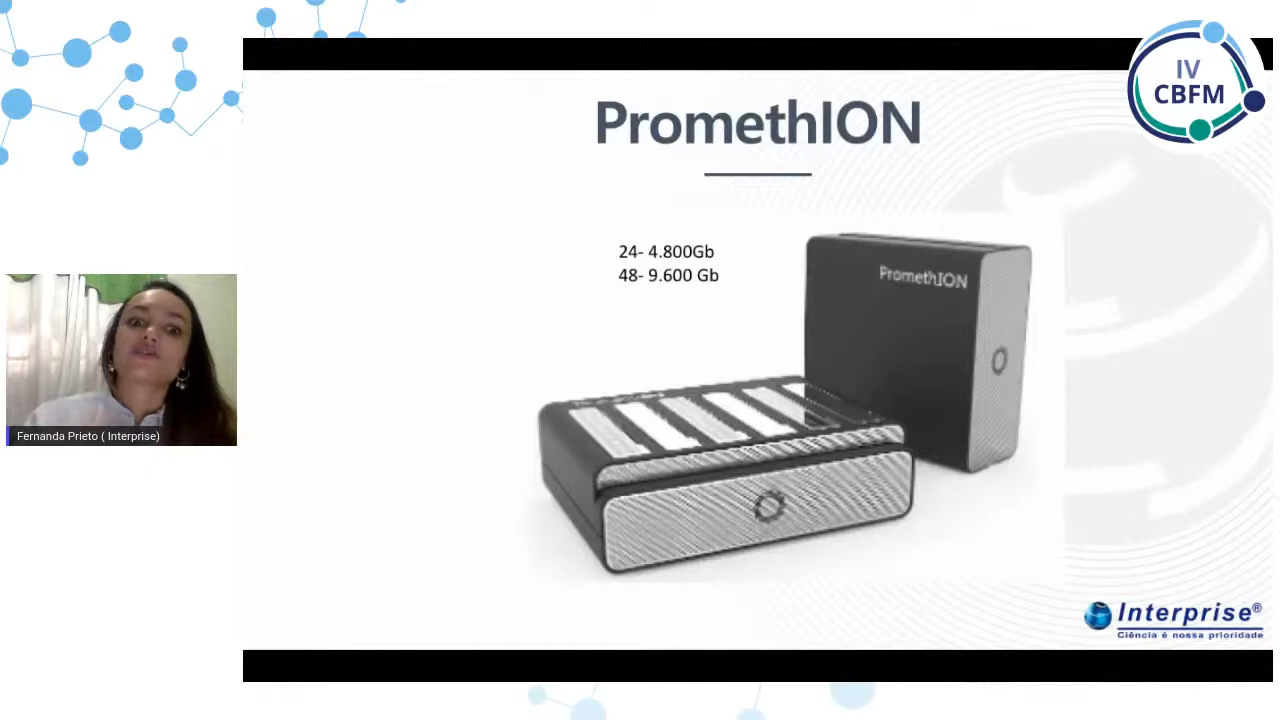 IV
CBFM
PromethION
24- 4.800Gb
48- 9.600 Gb
PromethION
Fernanda Prieto ( Interprise)
Interprise®
Ciência é nossa prioridade